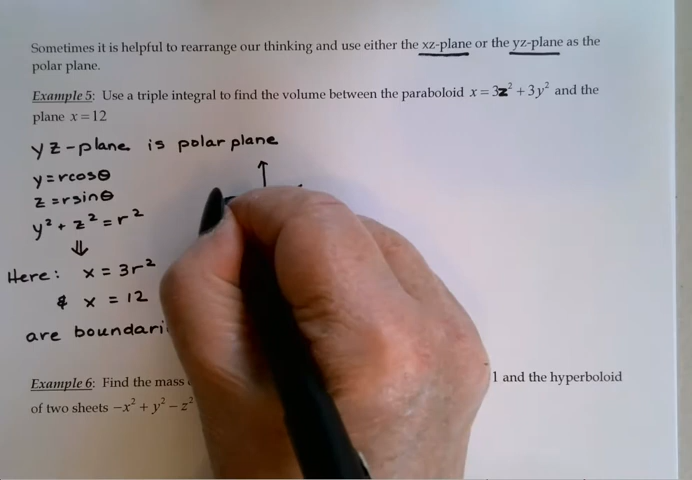 Sometimes it is helpful to rearrange our thinking and use either the xz-plane or the yz-plane as the
polar plane.
Example 5: Use a triple integral to find the volume between the paraboloid x = 3z² + 3y² and the
plane x = 12
yz-plane is polar plane
y = rcosθ
z = rsinθ
y² + z² = r²
⇓
Here: x = 3r²
& x = 12
are
Example 6: Find the mass 1 and the hyperboloid
of two sheets −x² + y² − z²